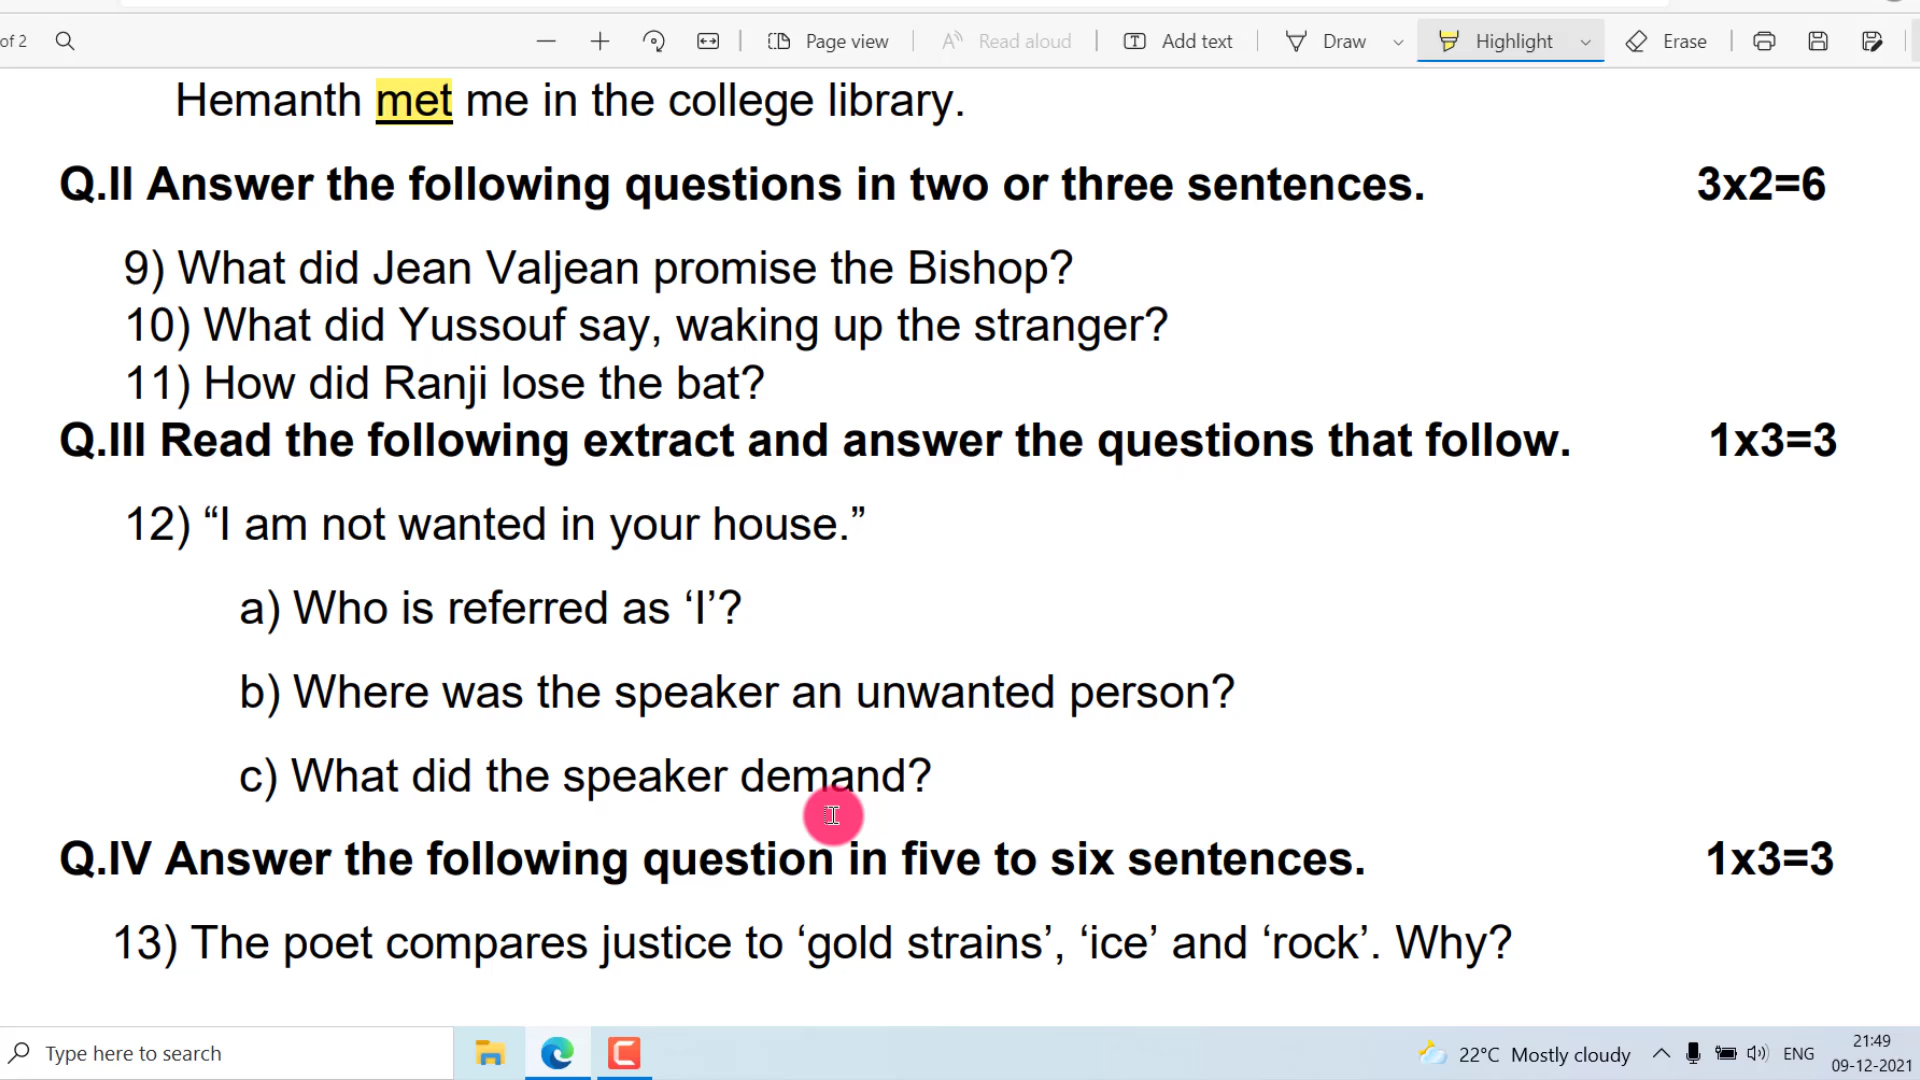 of 2
Page view
Read aloud
Add text
Draw
Highlight
Erase
Hemanth met me in the college library.
Q.II Answer the following questions in two or three sentences. 3x2=6
9) What did Jean Valjean promise the Bishop?
10) What did Yussouf say, waking up the stranger?
11) How did Ranji lose the bat?
Q.III Read the following extract and answer the questions that follow. 1x3=3
12) “I am not wanted in your house.”
a) Who is referred as ‘I’?
b) Where was the speaker an unwanted person?
c) What did the speaker demand?
Q.IV Answer the following question in five to six sentences. 1x3=3
13) The poet compares justice to ‘gold strains’, ‘ice’ and ‘rock’. Why?
Type here to search
22°C Mostly cloudy
ENG
21:49
09-12-2021